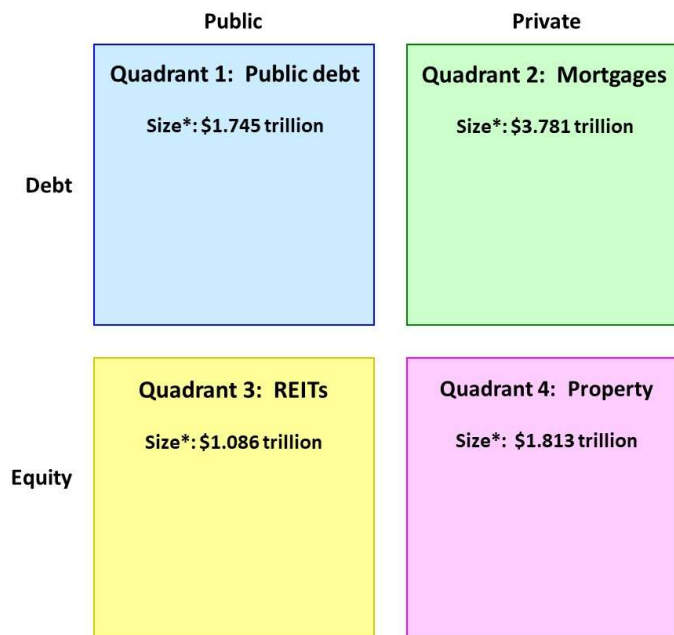 Public Private
Quadrant 1: Public debt Quadrant 2: Mortgages
Size*: $1.745 trillion Size*: $3.781 trillion
Debt
Quadrant 3: REITs Quadrant 4: Property
Size*: $1.086 trillion Size*: $1.813 trillion
Equity